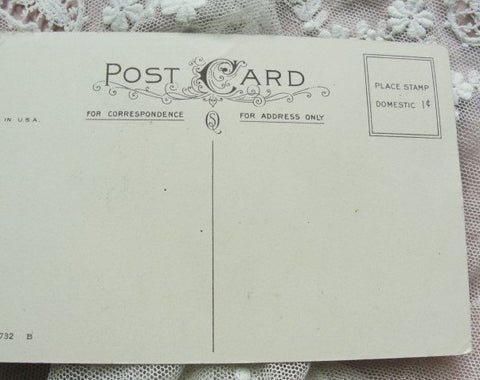 POST CARD
PLACE STAMP
DOMESTIC 1¢
FOR CORRESPONDENCE
FOR ADDRESS ONLY
IN U.S.A.
732 B